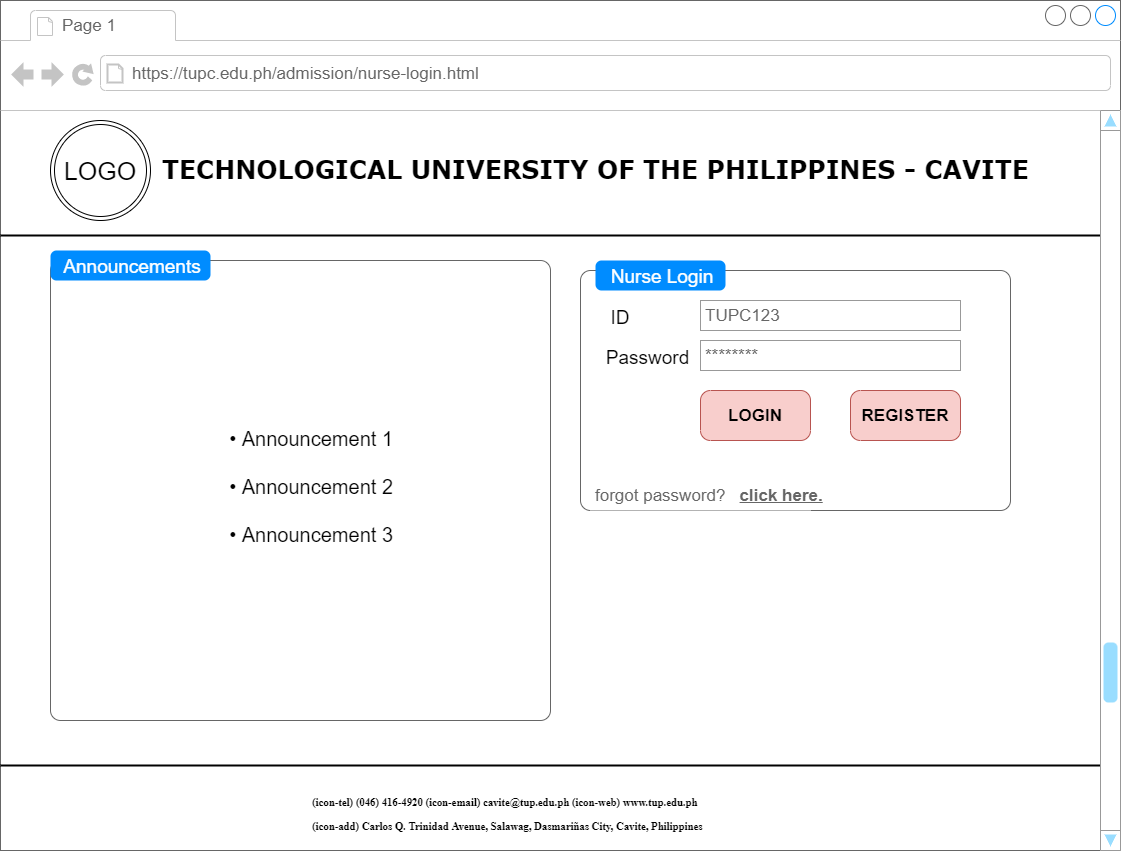 Page 1
https://tupc.edu.ph/admission/nurse-login.html
LOGO
TECHNOLOGICAL UNIVERSITY OF THE PHILIPPINES - CAVITE
Announcements
• Announcement 1
• Announcement 2
• Announcement 3
Nurse Login
ID
TUPC123
Password
********
LOGIN
REGISTER
forgot password? click here.
(icon-tel) (046) 416-4920 (icon-email) cavite@tup.edu.ph (icon-web) www.tup.edu.ph
(icon-add) Carlos Q. Trinidad Avenue, Salawag, Dasmariñas City, Cavite, Philippines